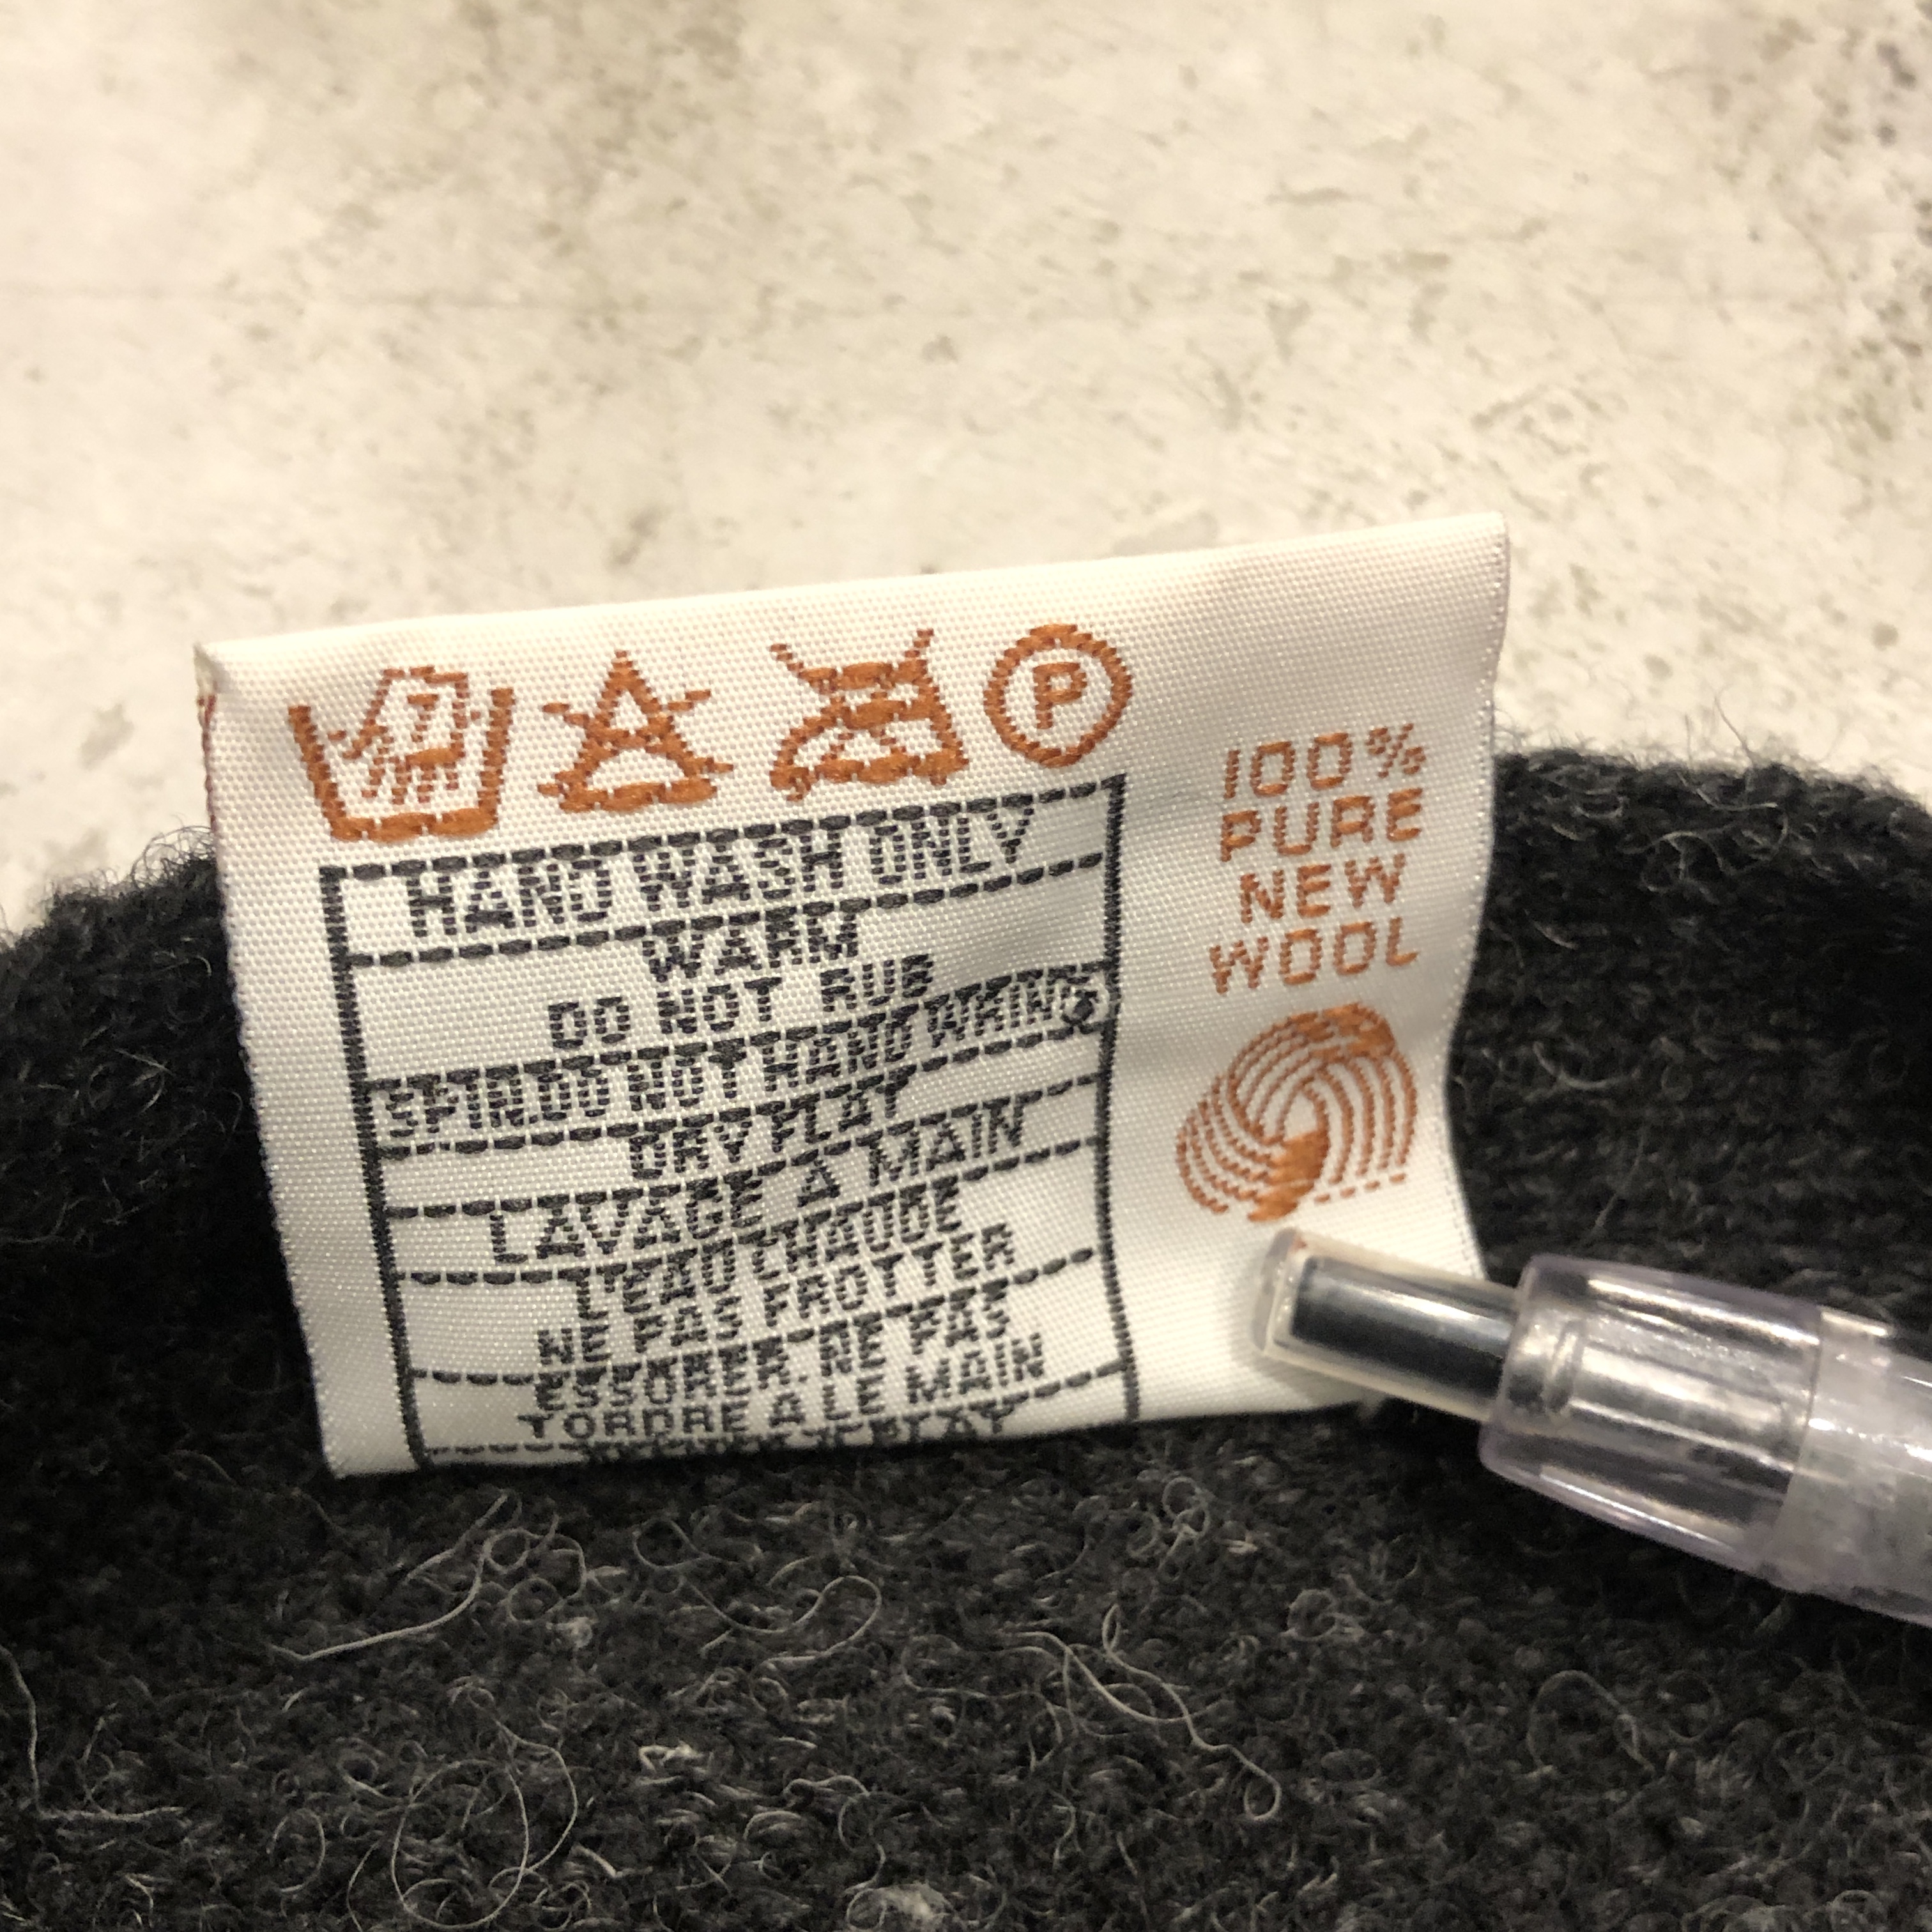 P
HAND WASH ONLY
WARM
DO NOT RUB
SPIN.DO NOT HAND WRING
DRY FLAT
LAVAGE A MAIN
L'EAU CHAUDE
NE PAS FROTTER
ESSORER.NE PAS
TORDRE A LE MAIN
100%
PURE
NEW
WOOL